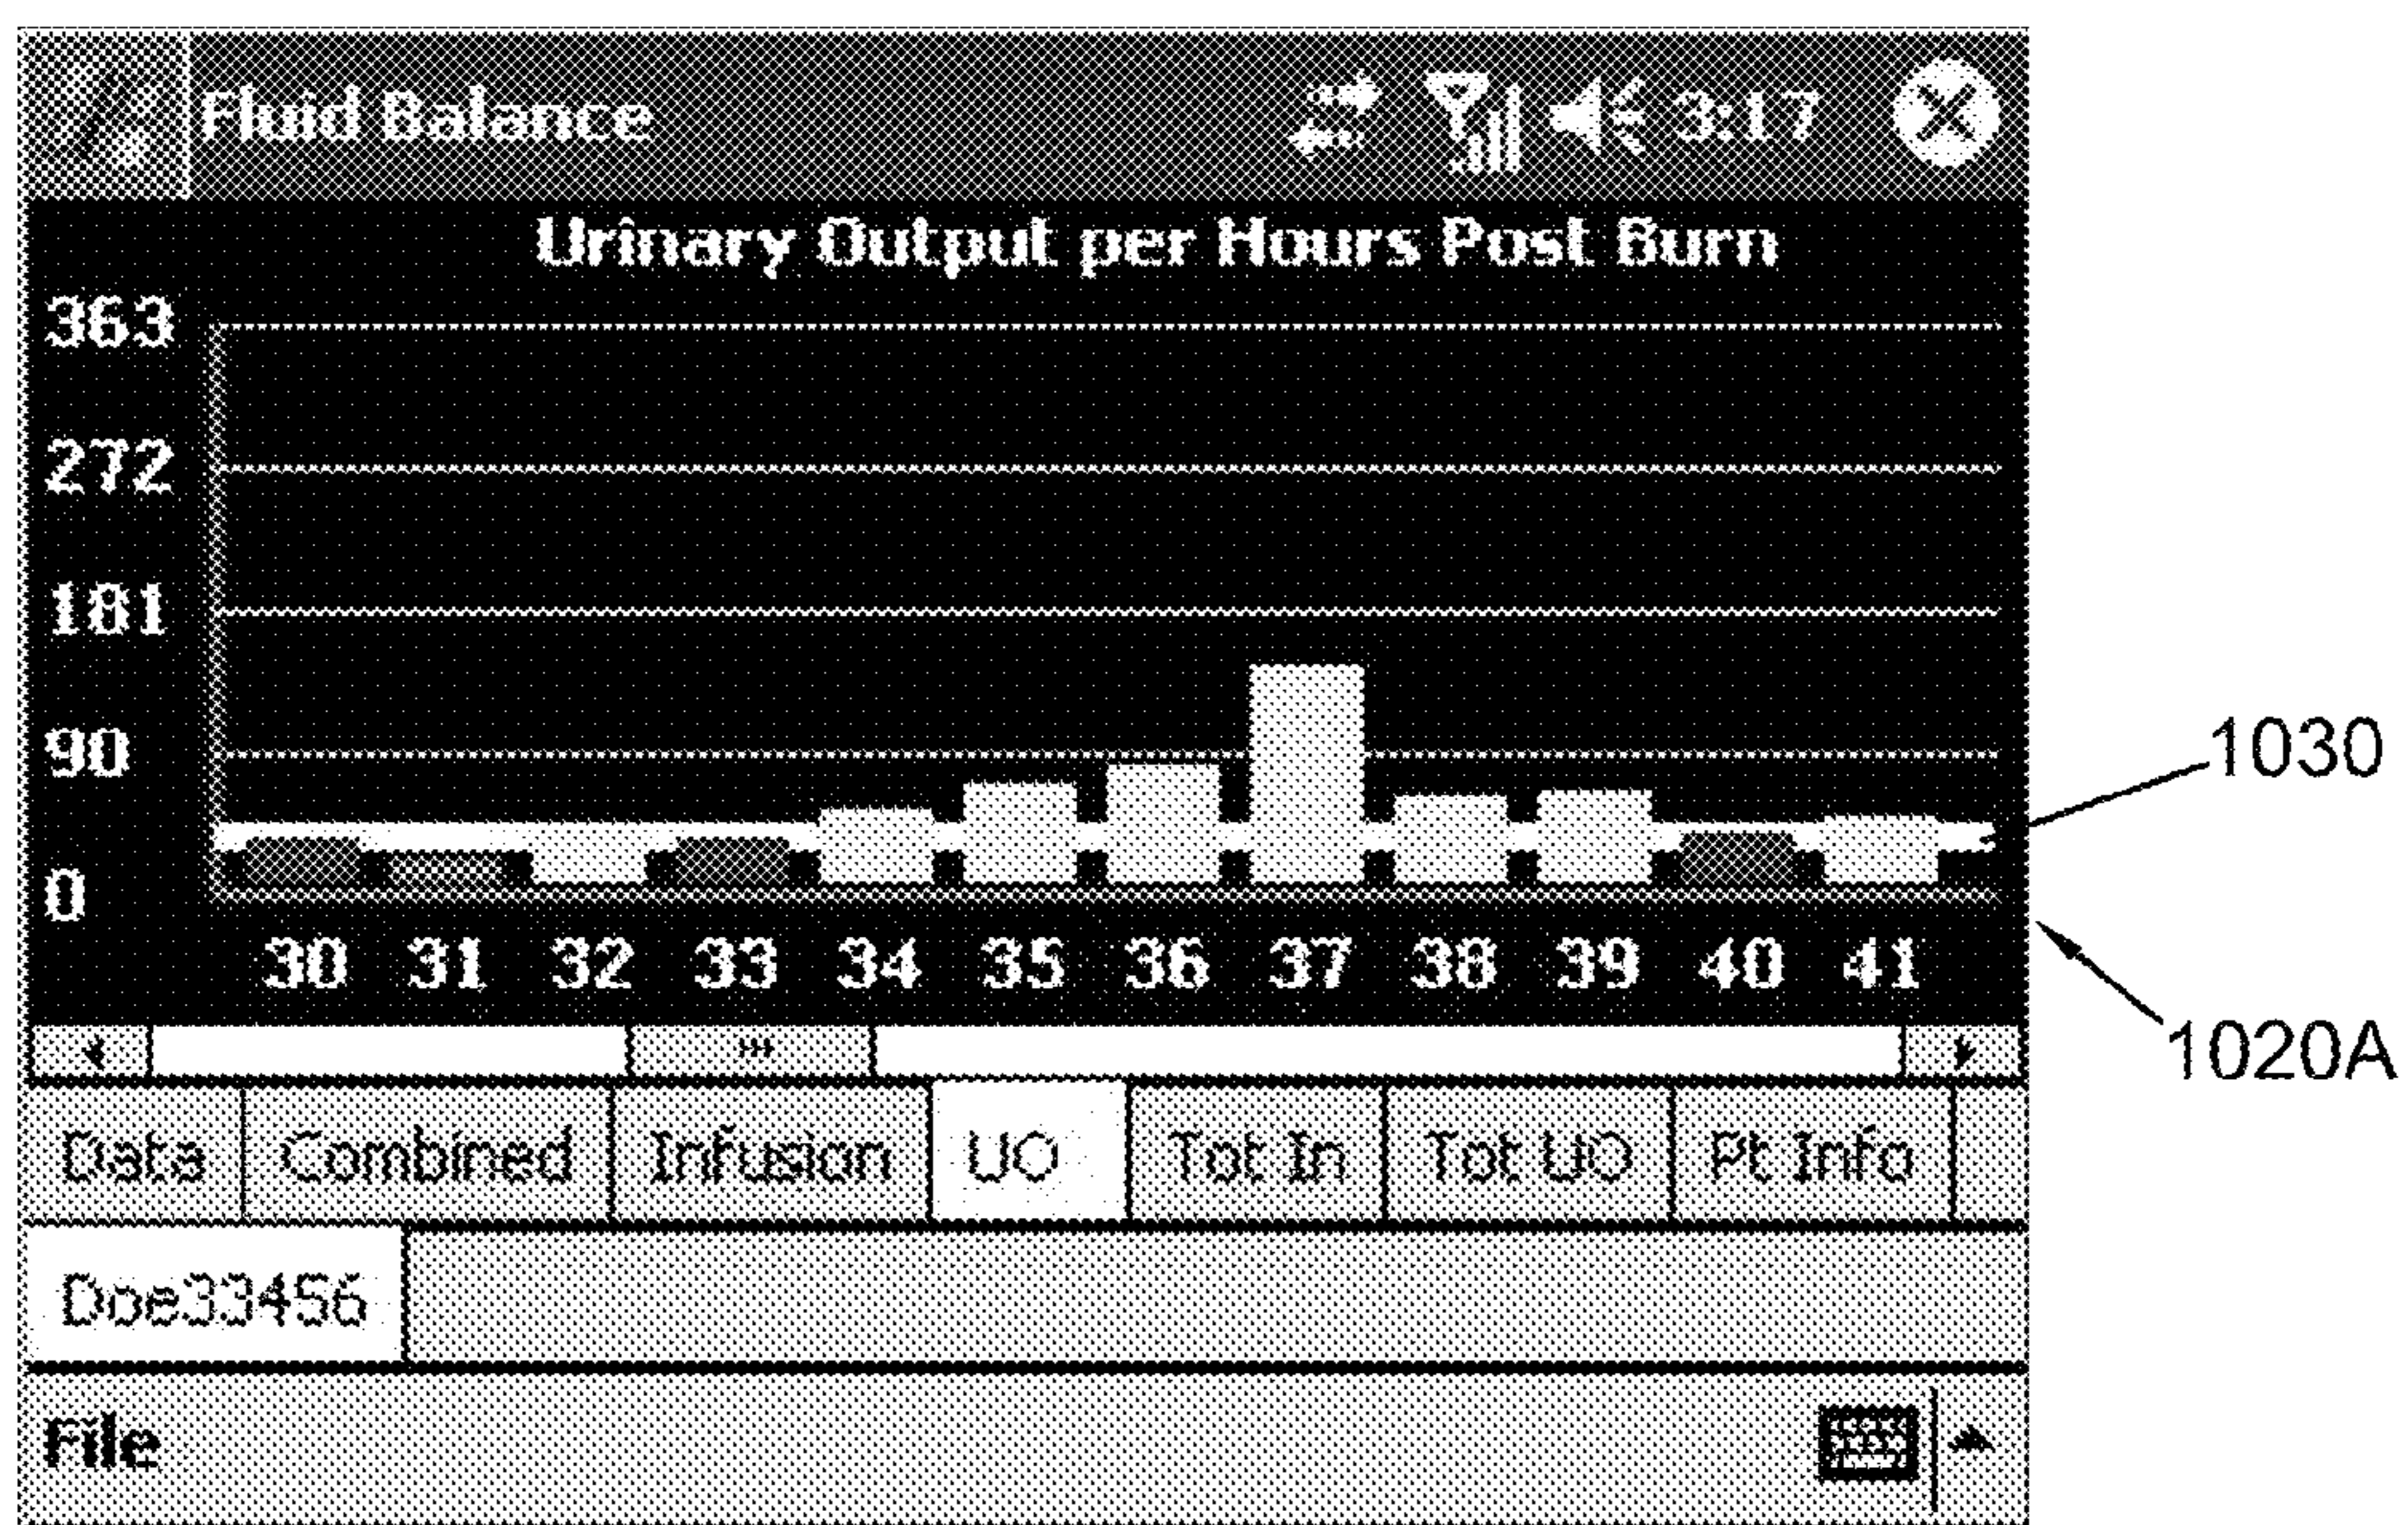 Fluid Balance 3:17
Urinary Output per Hours Post Burn
363
272
181
90
0
30 31 32 33 34 35 36 37 38 39 40 41
1030
1020A
Data Combined Infusion UO Tot In Tot UO Pt Info
Doe33456
File